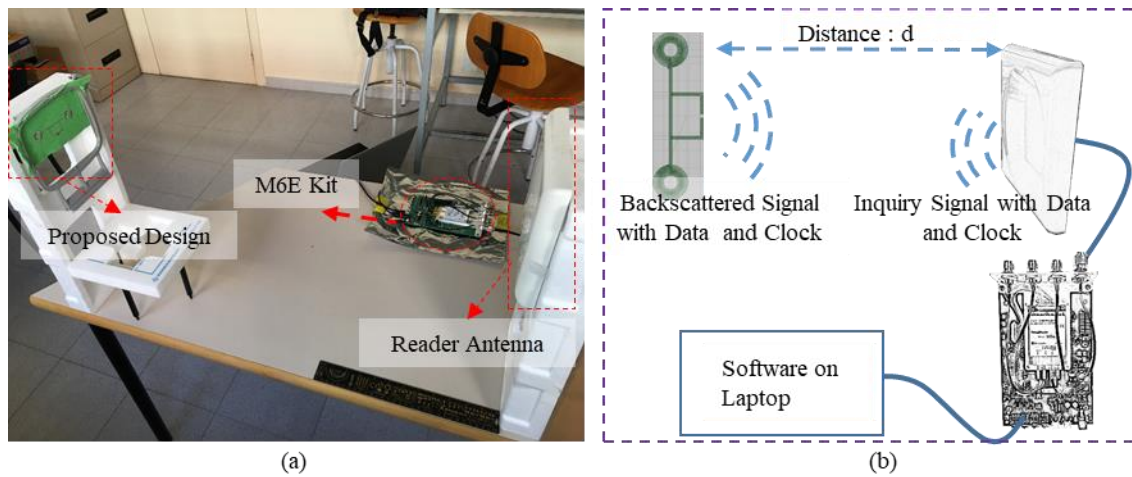 M6E Kit
Proposed Design
Reader Antenna
(a)
Distance : d
Backscattered Signal
with Data and Clock
Inquiry Signal with Data
and Clock
Software on
Laptop
(b)